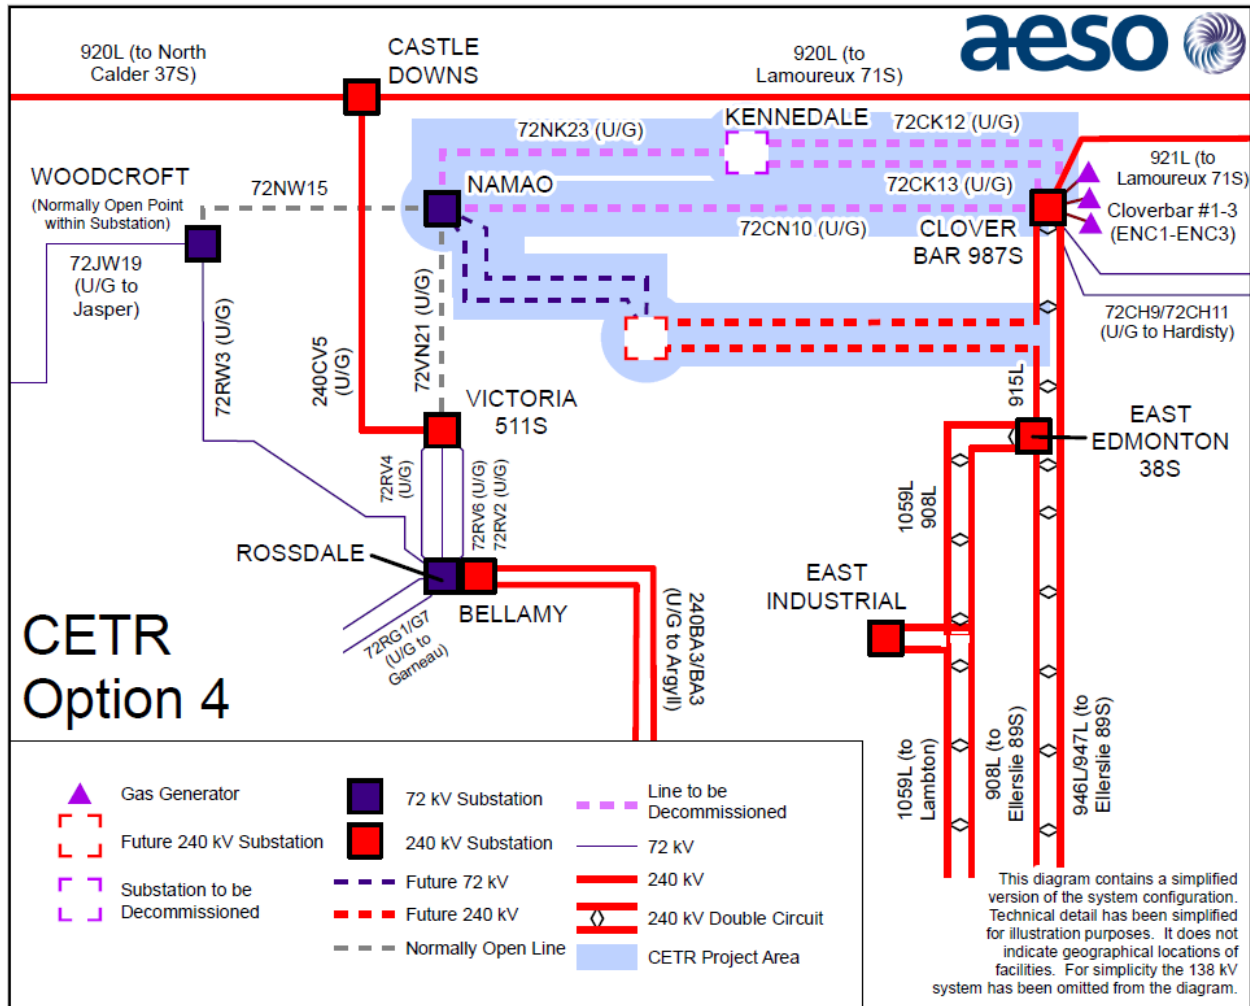 aeso
920L (to North
Calder 37S)
CASTLE
DOWNS
920L (to
Lamoureux 71S)
72NK23 (U/G)
KENNEDALE
72CK12 (U/G)
921L (to
Lamoureux 71S)
WOODCROFT
(Normally Open Point
within Substation)
72NW15
NAMAO
72CK13 (U/G)
72CN10 (U/G)
CLOVER
BAR 987S
Cloverbar #1-3
(ENC1-ENC3)
72JW19
(U/G to
Jasper)
72RW3 (U/G)
240CV5
(U/G)
72VN21 (U/G)
72CH9/72CH11
(U/G to Hardisty)
915L
VICTORIA
511S
EAST
EDMONTON
38S
72RV4
(U/G)
72RV6 (U/G)
72RV2 (U/G)
1059L
908L
ROSSDALE
BELLAMY
EAST
INDUSTRIAL
72RG1/G7
(U/G to
Garneau)
240BA3/BA3
(U/G to Argyll)
CETR
Option 4
1059L (to
Lambton)
908L (to
Ellerslie 89S)
946L/947L (to
Ellerslie 89S)
Gas Generator
Future 240 kV Substation
Substation to be
Decommissioned
72 kV Substation
240 kV Substation
Future 72 kV
Future 240 kV
Normally Open Line
Line to be
Decommissioned
72 kV
240 kV
240 kV Double Circuit
CETR Project Area
This diagram contains a simplified
version of the system configuration.
Technical detail has been simplified
for illustration purposes. It does not
indicate geographical locations of
facilities. For simplicity the 138 kV
system has been omitted from the diagram.